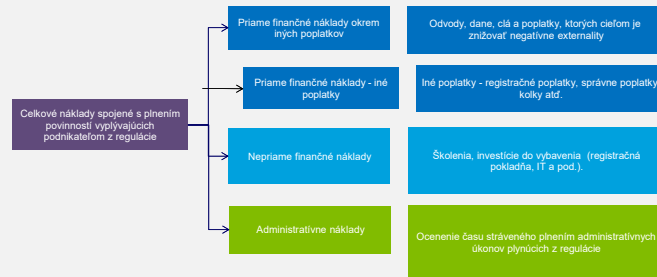 Celkové náklady spojené s plnením
povinností vyplývajúcich
podnikateľom z regulácie
Priame finančné náklady okrem
iných poplatkov
Odvody, dane, clá a poplatky, ktorých cieľom je
znižovať negatívne externality
Priame finančné náklady - iné
poplatky
Iné poplatky - registračné poplatky, správne poplatky,
kolky atď.
Nepriame finančné náklady
Školenia, investície do vybavenia (registračná
pokladňa, IT a pod.).
Administratívne náklady
Ocenenie času stráveného plnením administratívnych
úkonov plynúcich z regulácie